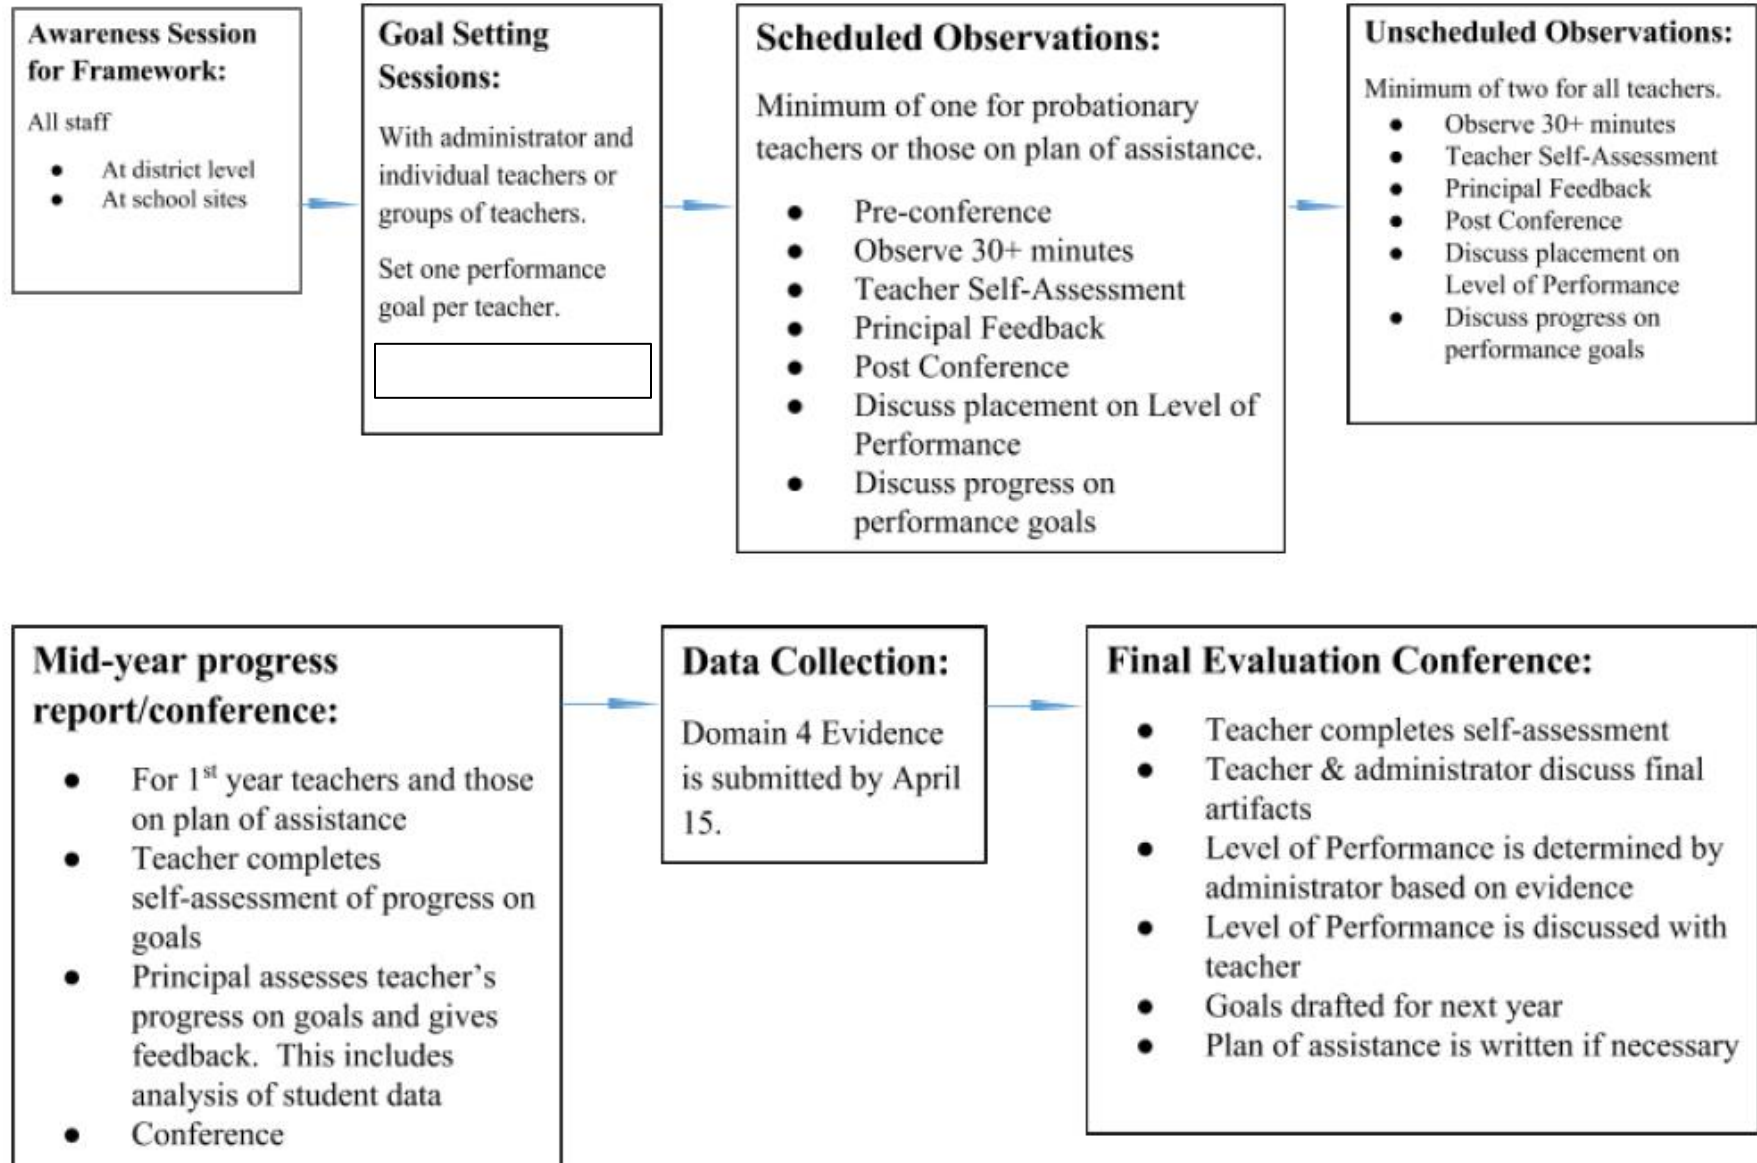 Awareness Session
for Framework:
All staff
● At district level
● At school sites
Goal Setting
Sessions:
With administrator and
individual teachers or
groups of teachers.
Set one performance
goal per teacher.
Scheduled Observations:
Minimum of one for probationary
teachers or those on plan of assistance.
● Pre-conference
● Observe 30+ minutes
● Teacher Self-Assessment
● Principal Feedback
● Post Conference
● Discuss placement on Level of
Performance
● Discuss progress on
performance goals
Unscheduled Observations:
Minimum of two for all teachers.
● Observe 30+ minutes
● Teacher Self-Assessment
● Principal Feedback
● Post Conference
● Discuss placement on
Level of Performance
● Discuss progress on
performance goals
Mid-year progress
report/conference:
● For 1st year teachers and those
on plan of assistance
● Teacher completes
self-assessment of progress on
goals
● Principal assesses teacher’s
progress on goals and gives
feedback. This includes
analysis of student data
● Conference
Data Collection:
Domain 4 Evidence
is submitted by April
15.
Final Evaluation Conference:
● Teacher completes self-assessment
● Teacher & administrator discuss final
artifacts
● Level of Performance is determined by
administrator based on evidence
● Level of Performance is discussed with
teacher
● Goals drafted for next year
● Plan of assistance is written if necessary